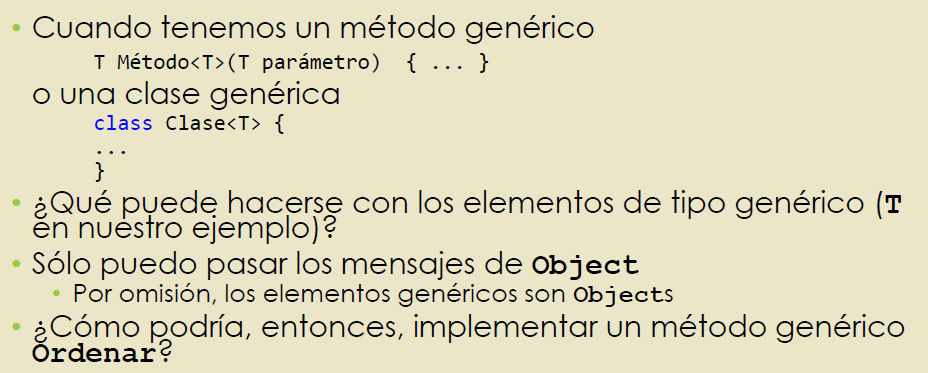 • Cuando tenemos un método genérico
T Método<T>(T parámetro) { ... }
o una clase genérica
class Clase<T> {
...
}
• ¿Qué puede hacerse con los elementos de tipo genérico (T
en nuestro ejemplo)?
• Sólo puedo pasar los mensajes de Object
• Por omisión, los elementos genéricos son Objects
• ¿Cómo podría, entonces, implementar un método genérico
Ordenar?